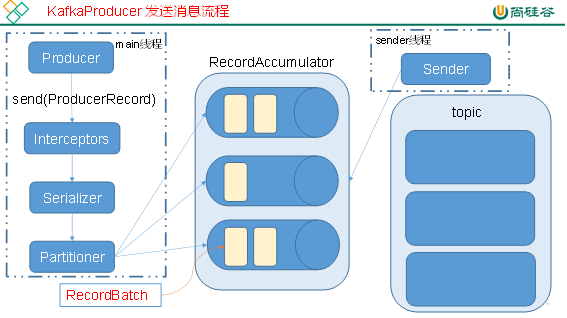 KafkaProducer 发送消息流程
尚硅谷
main线程
Producer
send(ProducerRecord)
Interceptors
Serializer
Partitioner
RecordBatch
RecordAccumulator
sender线程
Sender
topic